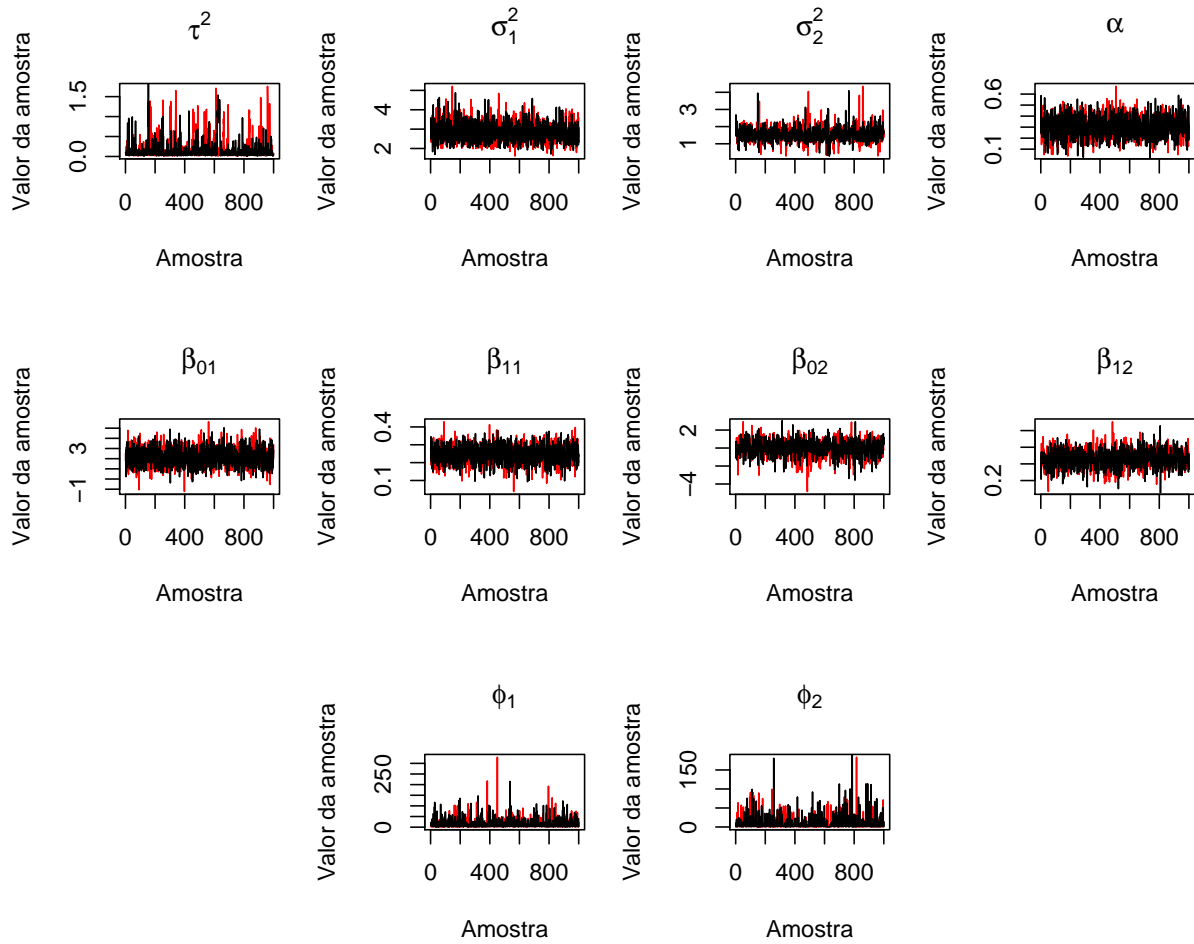 τ² σ₁² σ₂² α
Valor da amostra Valor da amostra Valor da amostra Valor da amostra
1.5 4 3 0.6
0.0 2 1 0.1
0 400 800 0 400 800 0 400 800 0 400 800
Amostra Amostra Amostra Amostra
β₀₁ β₁₁ β₀₂ β₁₂
Valor da amostra Valor da amostra Valor da amostra Valor da amostra
3 0.4 2
−1 0.1 −4 0.2
0 400 800 0 400 800 0 400 800 0 400 800
Amostra Amostra Amostra Amostra
ϕ₁ ϕ₂
Valor da amostra Valor da amostra
250 150
0 0
0 400 800 0 400 800
Amostra Amostra